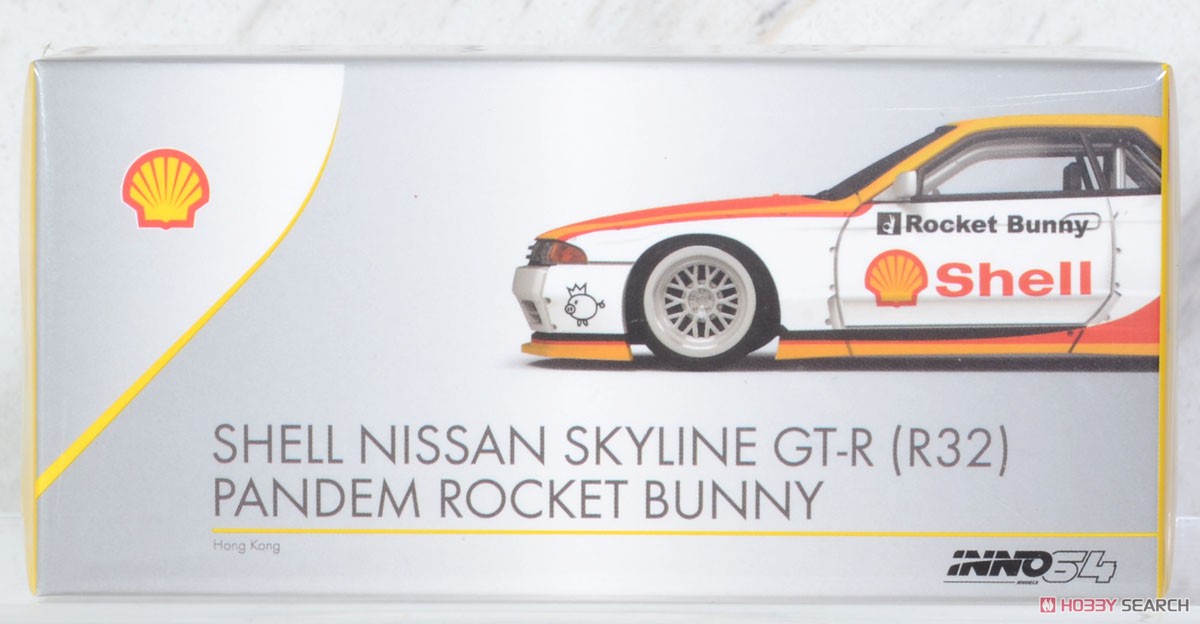 Rocket Bunny
Shell
SHELL NISSAN SKYLINE GT-R (R32)
PANDEM ROCKET BUNNY
Hong Kong
INNO64
MODELS
HOBBY SEARCH